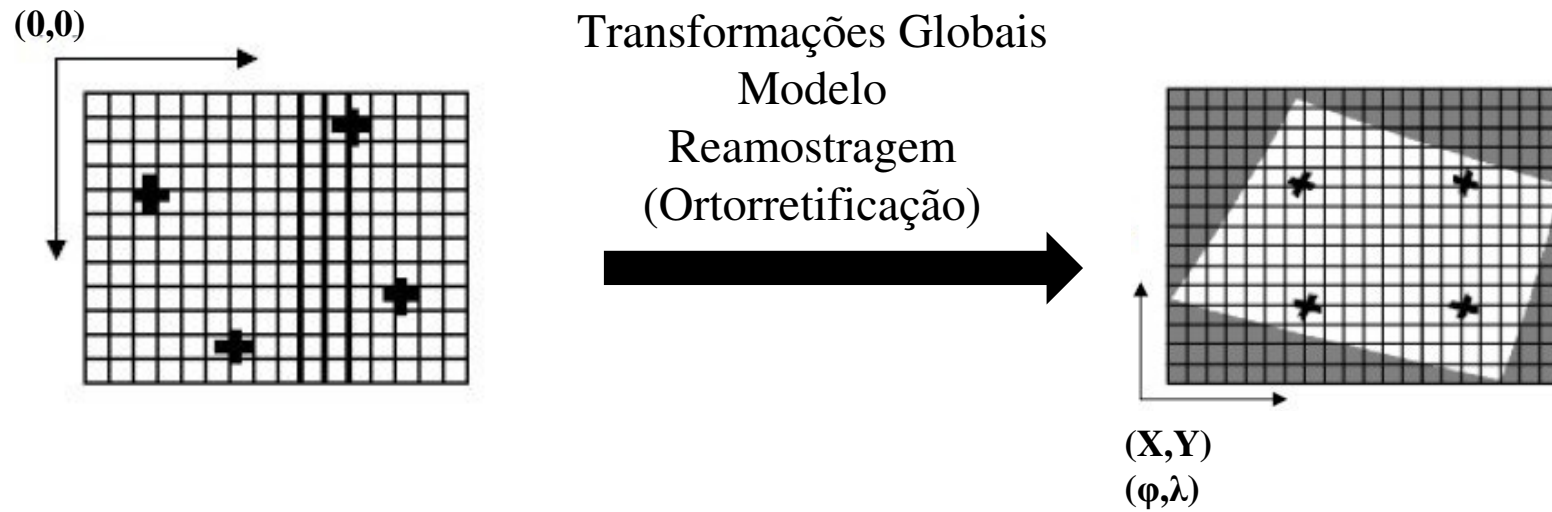 (0,0)
Transformações Globais
Modelo
Reamostragem
(Ortorretificação)
(X,Y)
(φ,λ)